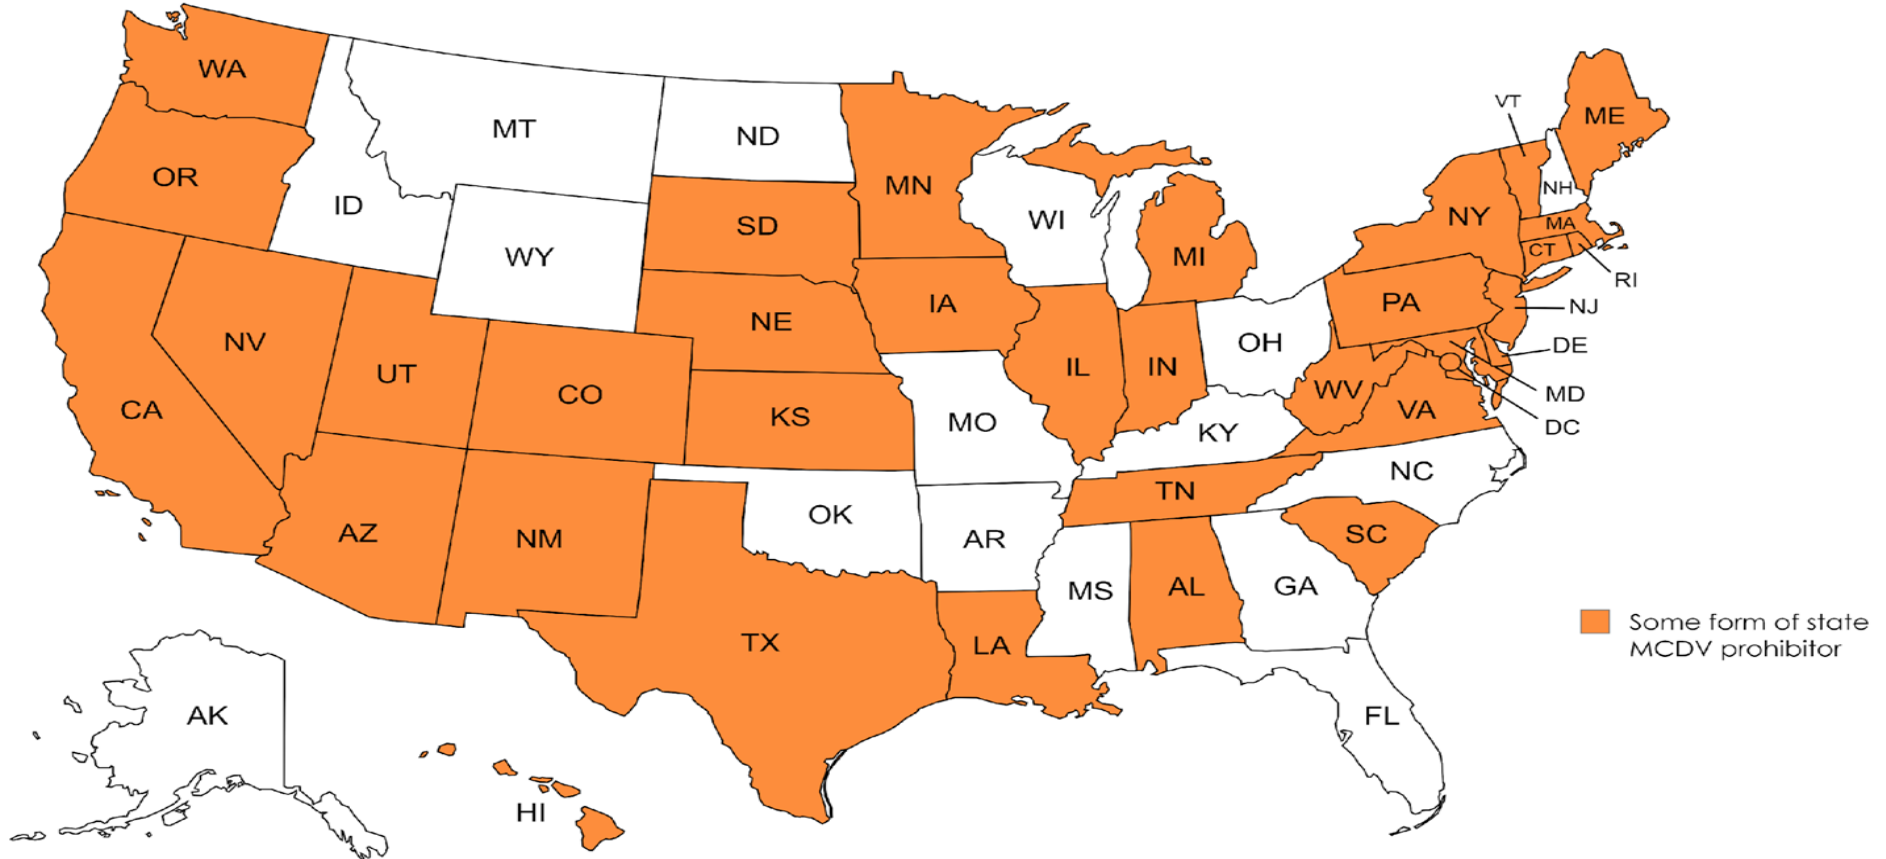 WA
MT
ND
MN
VT
ME
OR
ID
SD
WI
NY
NH
MA
CT
RI
WY
MI
NV
NE
IA
PA
NJ
UT
CO
IL
IN
OH
DE
CA
KS
MO
KY
WV
VA
MD
DC
AZ
NM
OK
AR
TN
NC
SC
TX
LA
MS
AL
GA
Some form of state
MCDV prohibitor
AK
HI
FL